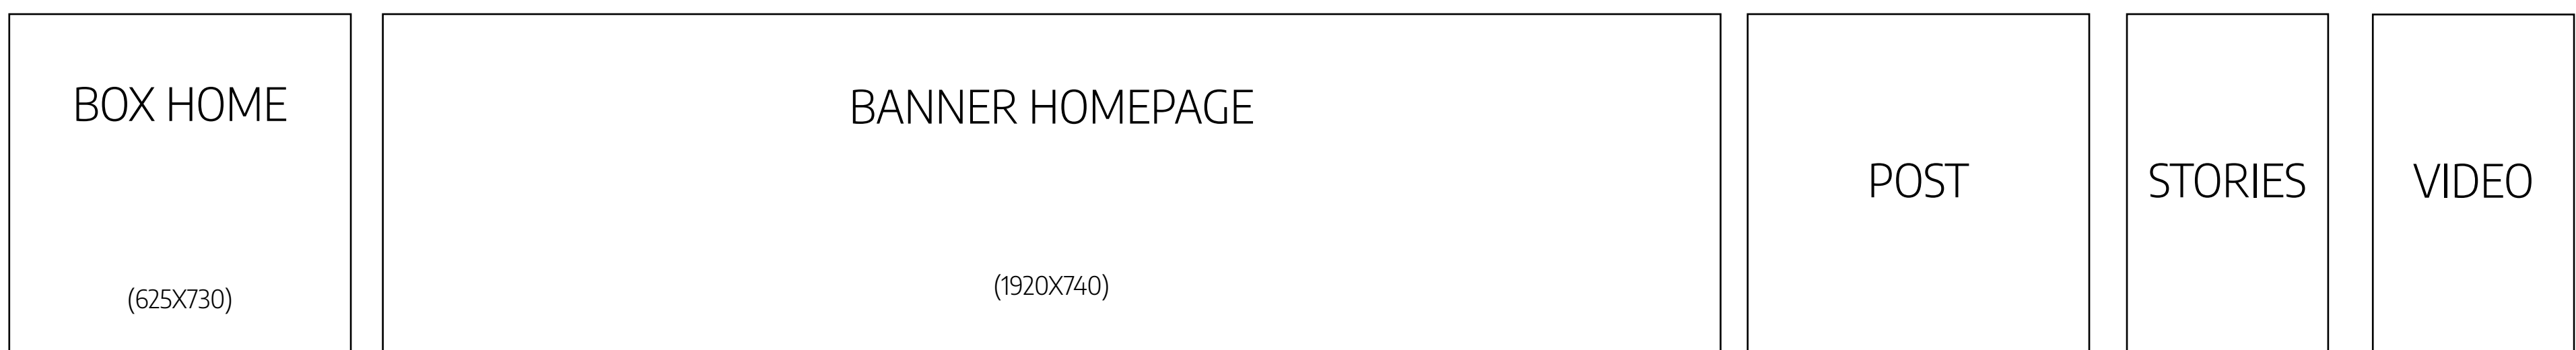 BOX HOME
(625X730)
BANNER HOMEPAGE
(1920X740)
POST
STORIES
VIDEO